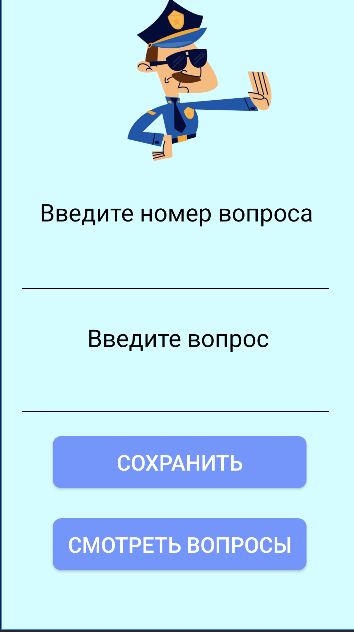 Введите номер вопроса
Введите вопрос
СОХРАНИТЬ
СМОТРЕТЬ ВОПРОСЫ